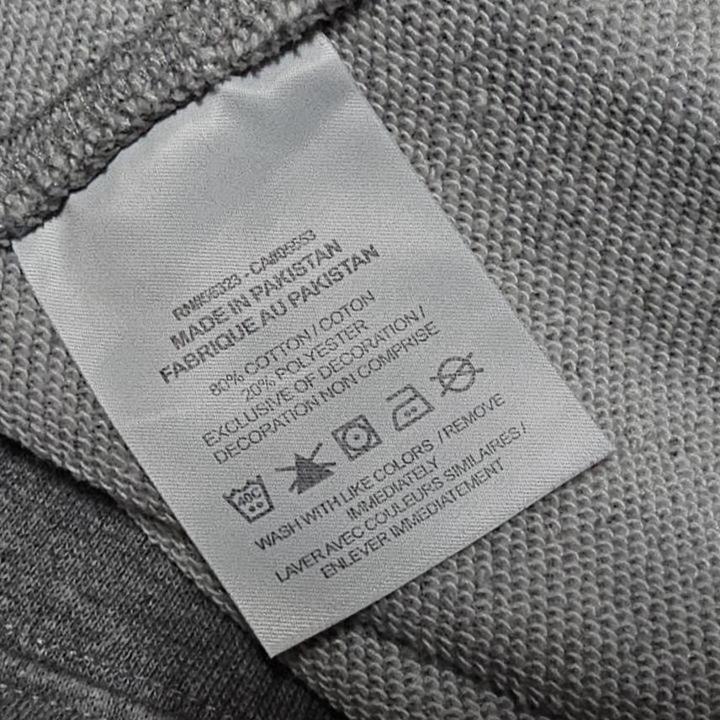 MADE IN PAKISTAN
FABRIQUE AU PAKISTAN
80% COTTON / COTON
20% POLYESTER
EXCLUSIVE OF DECORATION /
DECORATION NON COMPRISE
40C
WASH WITH LIKE COLORS / REMOVE
IMMEDIATELY
LAVER AVEC COULEURS SIMILAIRES /
ENLEVER IMMEDIATEMENT